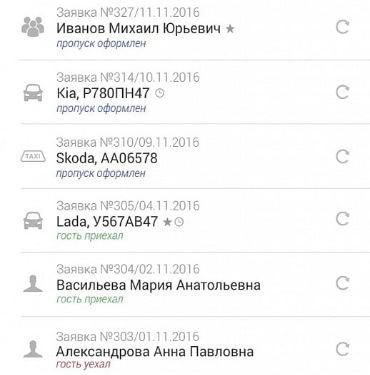 Заявка №327/11.11.2016
Иванов Михаил Юрьевич
пропуск оформлен
Заявка №314/10.11.2016
Kia, Р780ПН47
пропуск оформлен
Заявка №310/09.11.2016
TAXI
Skoda, АА06578
пропуск оформлен
Заявка №305/04.11.2016
Lada, У567АВ47
гость приехал
Заявка №304/02.11.2016
Васильева Мария Анатольевна
гость приехал
Заявка №303/01.11.2016
Александрова Анна Павловна
гость уехал